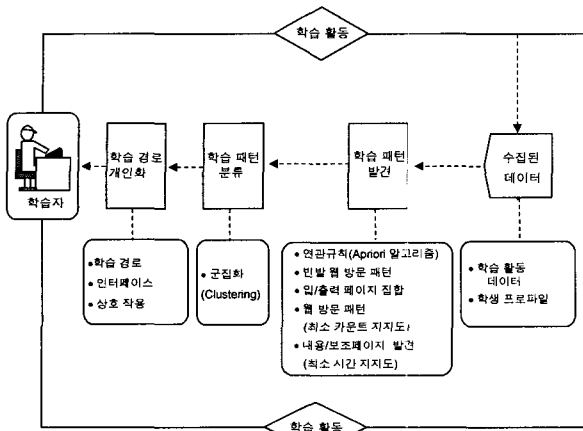 학습 활동
학습자
학습 경로
개인화
학습 패턴
분류
학습 패턴
발견
수집된
데이터
•학습 경로
•인터페이스
•상호 작용
• 군집화
(Clustering)
• 연관규칙(Apriori 알고리즘)
• 빈발 웹 방문 패턴
• 입/출력 페이지 집합
• 웹 방문 패턴
(최소 카운트 지지도)
• 내용/보조페이지 발견
(최소 시간 지지도)
• 학습 활동
데이터
• 학생 프로파일
학습 활동